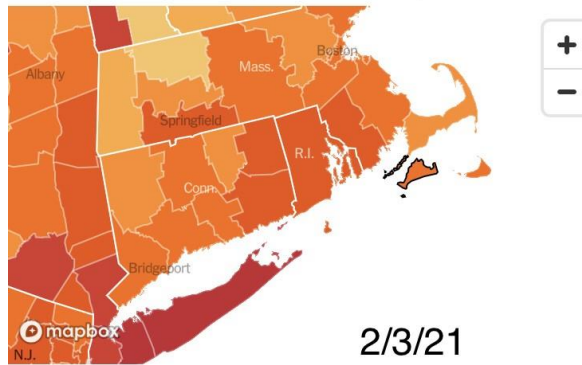 Boston
Mass.
Albany
Springfield
R.I.
Conn.
Bridgeport
mapbox
N.J.
2/3/21
+
−